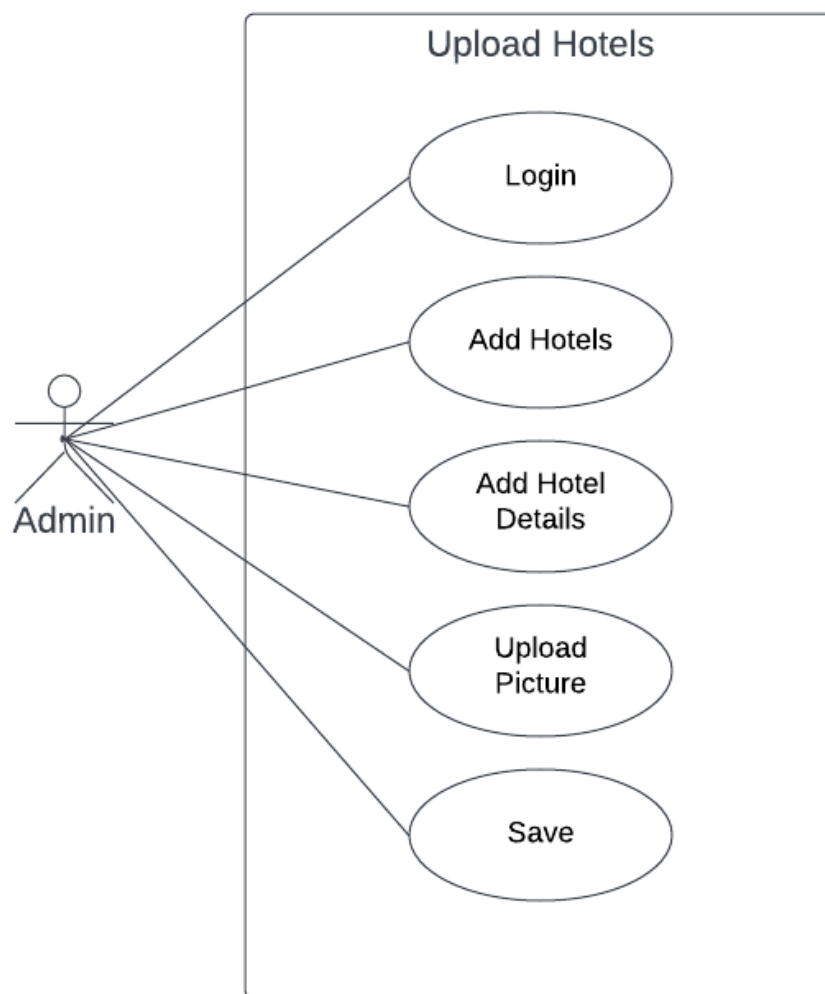 Upload Hotels
Login
Add Hotels
Add Hotel
Details
Admin
Upload
Picture
Save